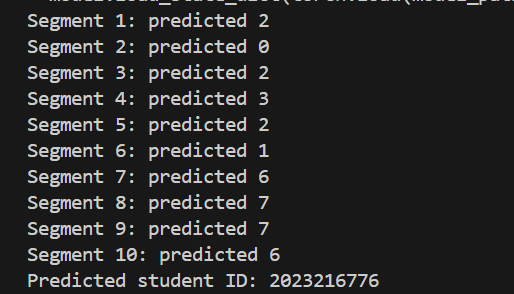 Segment 1: predicted 2
Segment 2: predicted 0
Segment 3: predicted 2
Segment 4: predicted 3
Segment 5: predicted 2
Segment 6: predicted 1
Segment 7: predicted 6
Segment 8: predicted 7
Segment 9: predicted 7
Segment 10: predicted 6
Predicted student ID: 2023216776